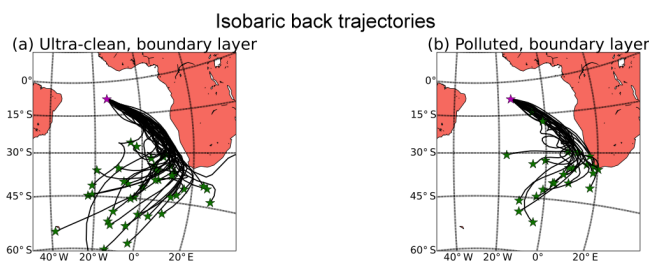 Isobaric back trajectories
(a) Ultra-clean, boundary layer
(b) Polluted, boundary layer
0°
15° S
30° S
45° S
60° S
40° W
20° W
0°
20° E
0°
15° S
30° S
45° S
60° S
40° W
20° W
0°
20° E